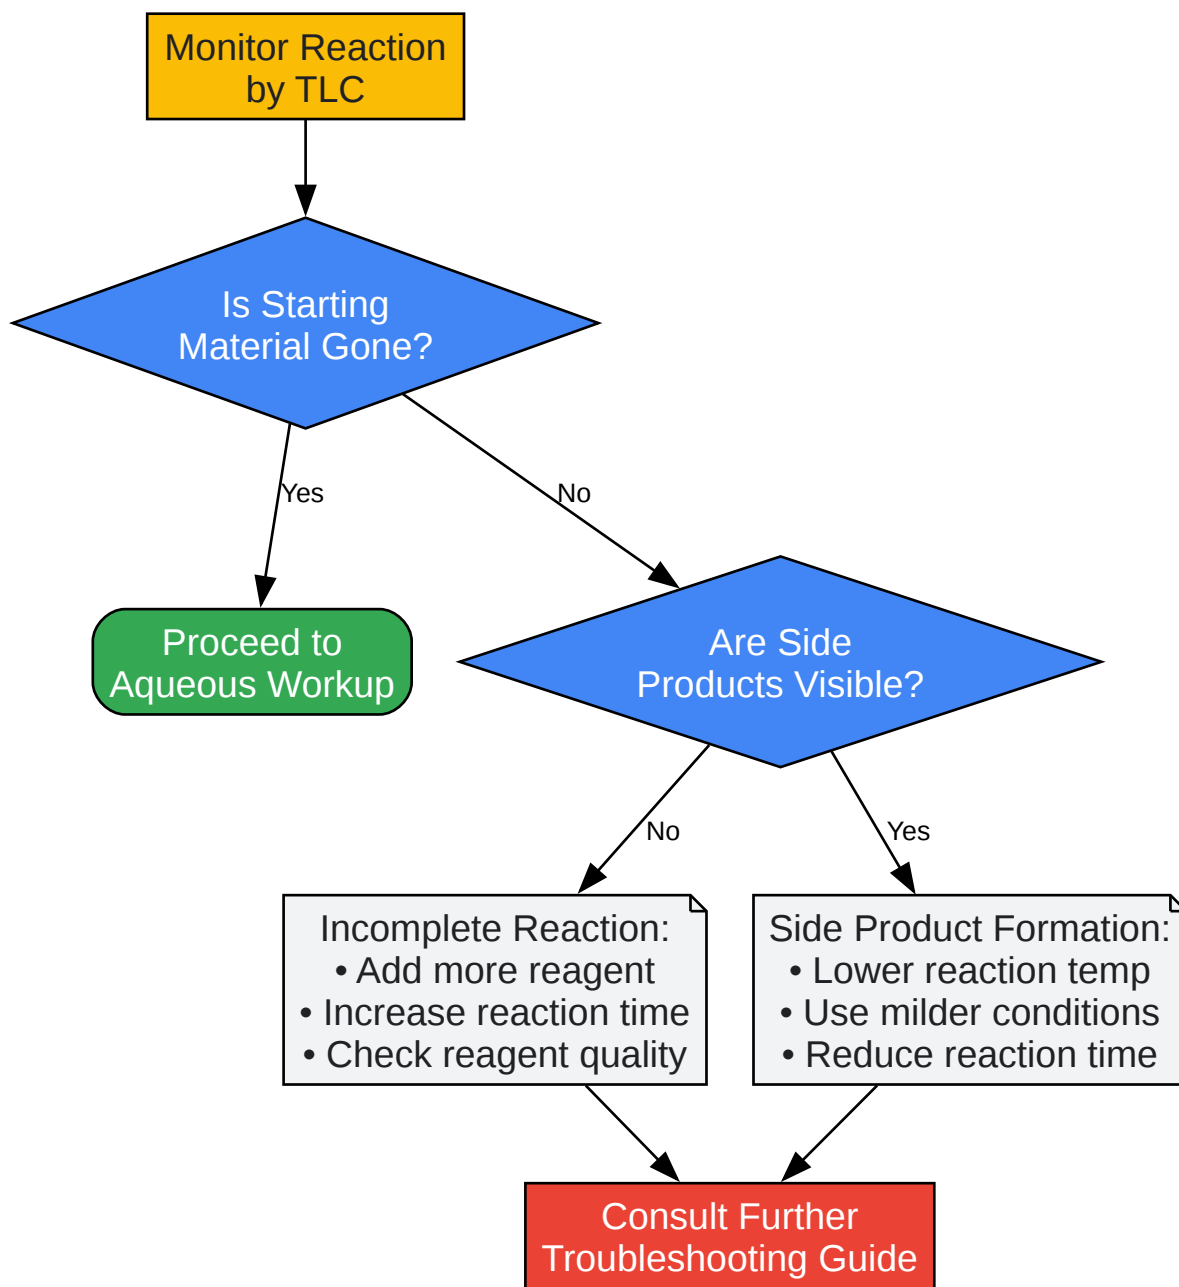 Monitor Reaction
by TLC
Is Starting
Material Gone?
Yes
No
Proceed to
Aqueous Workup
Are Side
Products Visible?
No
Yes
Incomplete Reaction:
• Add more reagent
• Increase reaction time
• Check reagent quality
Side Product Formation:
• Lower reaction temp
• Use milder conditions
• Reduce reaction time
Consult Further
Troubleshooting Guide